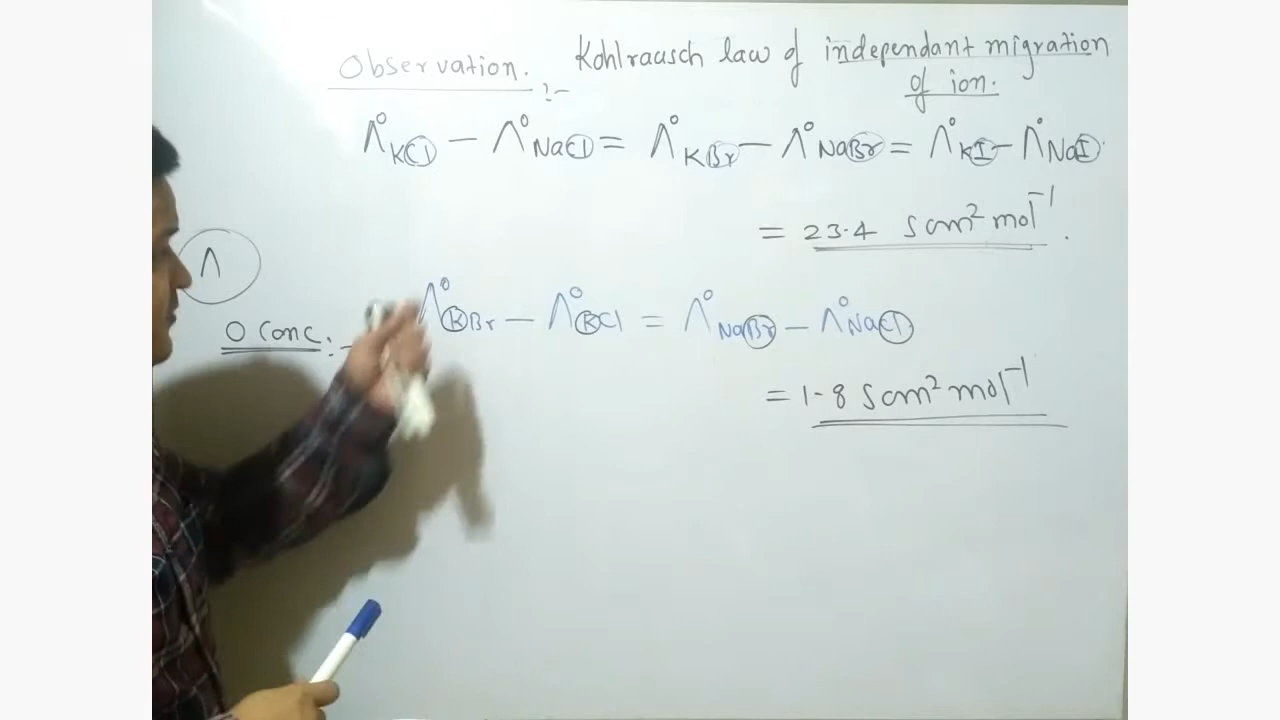 Observation. :- Kohlrausch law of independant migration
of ion.
Λ°KCl – Λ°NaCl = Λ°KBr – Λ°NaBr = Λ°KI – Λ°NaI
= 23.4 S cm² mol⁻¹.
Λ
0 Conc :- Λ°KBr – Λ°KCl = Λ°NaBr – Λ°NaCl
= 1.8 S cm² mol⁻¹